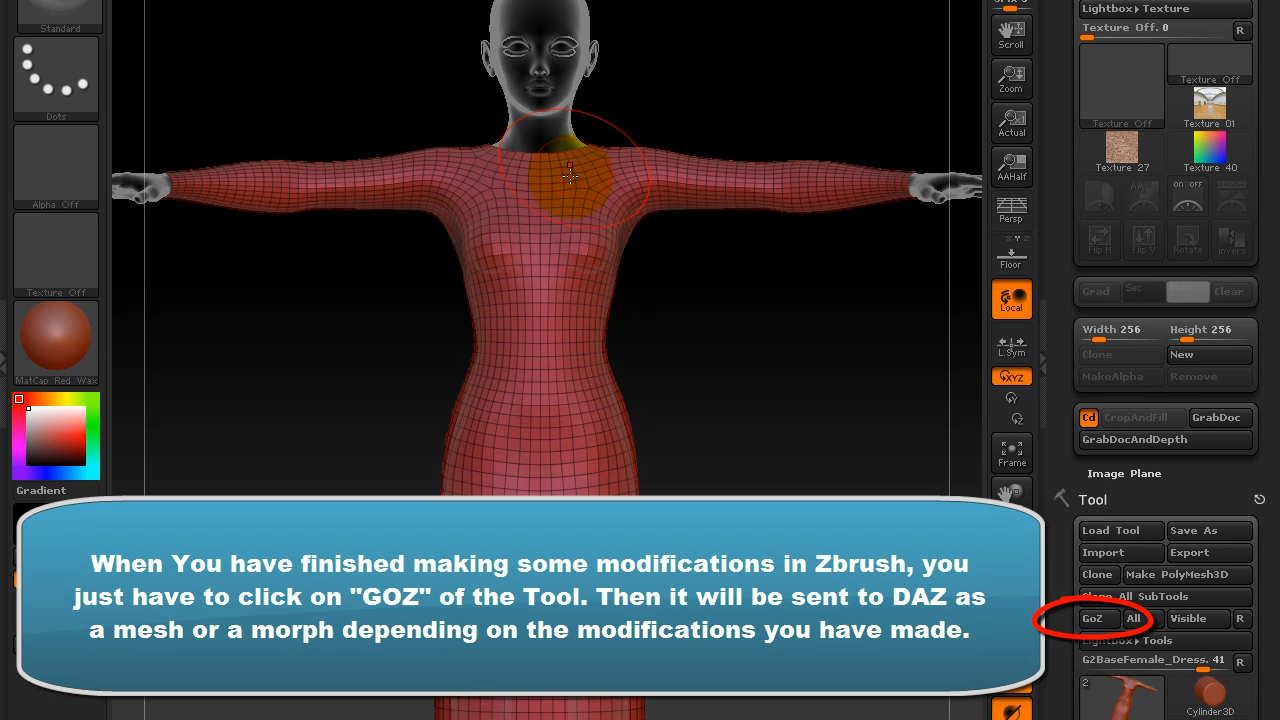 Standard
Dots
Alpha Off
Texture Off
MatCap Red Wax
Gradient
When You have finished making some modifications in Zbrush, you
just have to click on "GOZ" of the Tool. Then it will be sent to DAZ as
a mesh or a morph depending on the modifications you have made.
Scroll
Zoom
Actual
AAHalf
Persp
Floor
Local
L.Sym
XYZ
Y
Z
Frame
Lightbox▸Texture
Texture Off. 0
R
Texture Off
Texture Off
Texture 01
Texture 27
Texture 40
on off
Flip H
Flip V
Rotate
Invers
Grad
Sec
Clear
Width 256
Height 256
Clone
New
MakeAlpha
Remove
Cd
CropAndFill
GrabDoc
GrabDocAndDepth
Image Plane
Tool
Load Tool
Save As
Import
Export
Clone
Make PolyMesh3D
Clone All SubTools
GoZ
All
Visible
R
Lightbox▸Tools
G2BaseFemale_Dress. 41
R
2
Cylinder3D